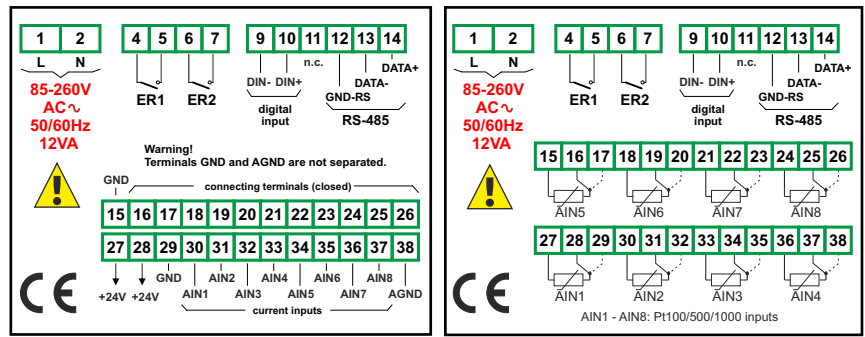 1 2 4 5 6 7 9 10 11 12 13 14
L N n.c.
DIN- DIN+ DATA+
DATA-
GND-RS
ER1 ER2
digital
input
RS-485
85-260V
AC∿
50/60Hz
12VA
Warning!
Terminals GND and AGND are not separated.
GND
connecting terminals (closed)
15 16 17 18 19 20 21 22 23 24 25 26
27 28 29 30 31 32 33 34 35 36 37 38
GND AIN2 AIN4 AIN6 AIN8
+24V +24V AIN1 AIN3 AIN5 AIN7 AGND
current inputs
CE
1 2 4 5 6 7 9 10 11 12 13 14
L N n.c.
DIN- DIN+ DATA+
DATA-
GND-RS
ER1 ER2
digital
input
RS-485
85-260V
AC∿
50/60Hz
12VA
15 16 17 18 19 20 21 22 23 24 25 26
AIN5 AIN6 AIN7 AIN8
27 28 29 30 31 32 33 34 35 36 37 38
AIN1 AIN2 AIN3 AIN4
AIN1 - AIN8: Pt100/500/1000 inputs
CE